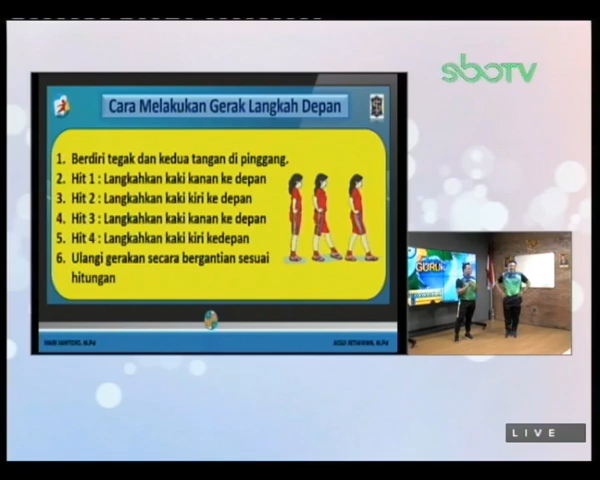 sboTV
Cara Melakukan Gerak Langkah Depan
1. Berdiri tegak dan kedua tangan di pinggang.
2. Hit 1 : Langkahkan kaki kanan ke depan
3. Hit 2 : Langkahkan kaki kiri ke depan
4. Hit 3 : Langkahkan kaki kanan ke depan
5. Hit 4 : Langkahkan kaki kiri kedepan
6. Ulangi gerakan secara bergantian sesuai
hitungan
GURUKU
LIVE